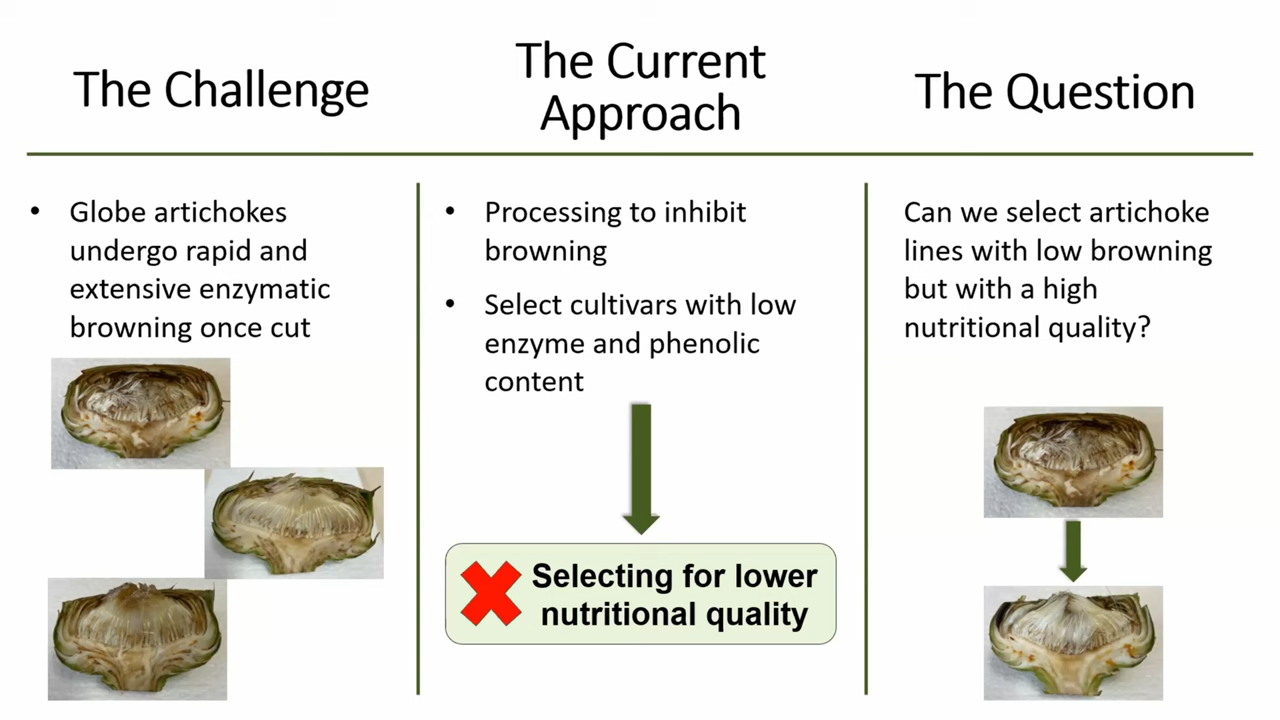 The Challenge
• Globe artichokes
undergo rapid and
extensive enzymatic
browning once cut
The Current
Approach
• Processing to inhibit
browning
• Select cultivars with low
enzyme and phenolic
content
Selecting for lower
nutritional quality
The Question
Can we select artichoke
lines with low browning
but with a high
nutritional quality?